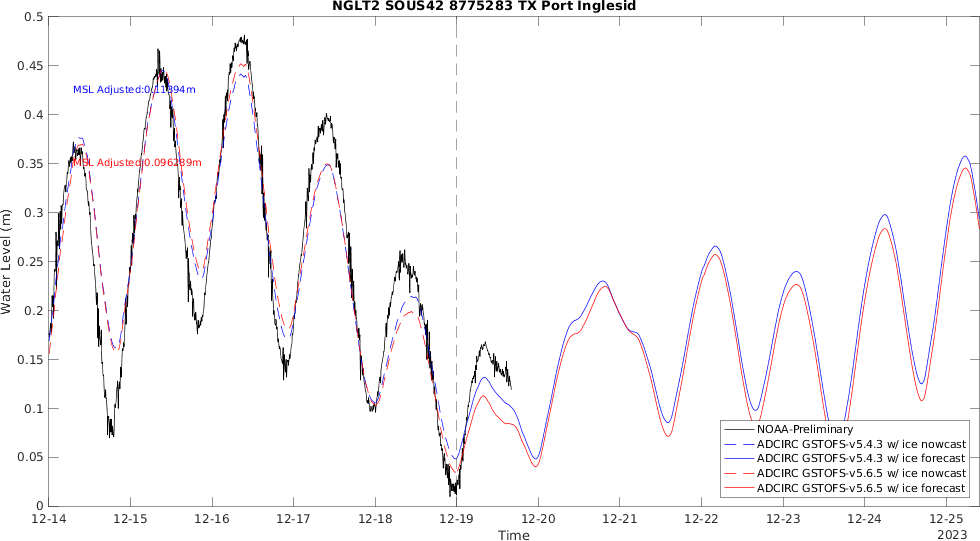 NGLT2 SOUS42 8775283 TX Port Inglesid
0.5
0.45
0.4
0.35
0.3
0.25
0.2
0.15
0.1
0.05
0
Water Level (m)
MSL Adjusted:0.11394m
MSL Adjusted:0.096289m
NOAA-Preliminary
ADCIRC GSTOFS-v5.4.3 w/ ice nowcast
ADCIRC GSTOFS-v5.4.3 w/ ice forecast
ADCIRC GSTOFS-v5.6.5 w/ ice nowcast
ADCIRC GSTOFS-v5.6.5 w/ ice forecast
12-14 12-15 12-16 12-17 12-18 12-19 12-20 12-21 12-22 12-23 12-24 12-25
Time
2023